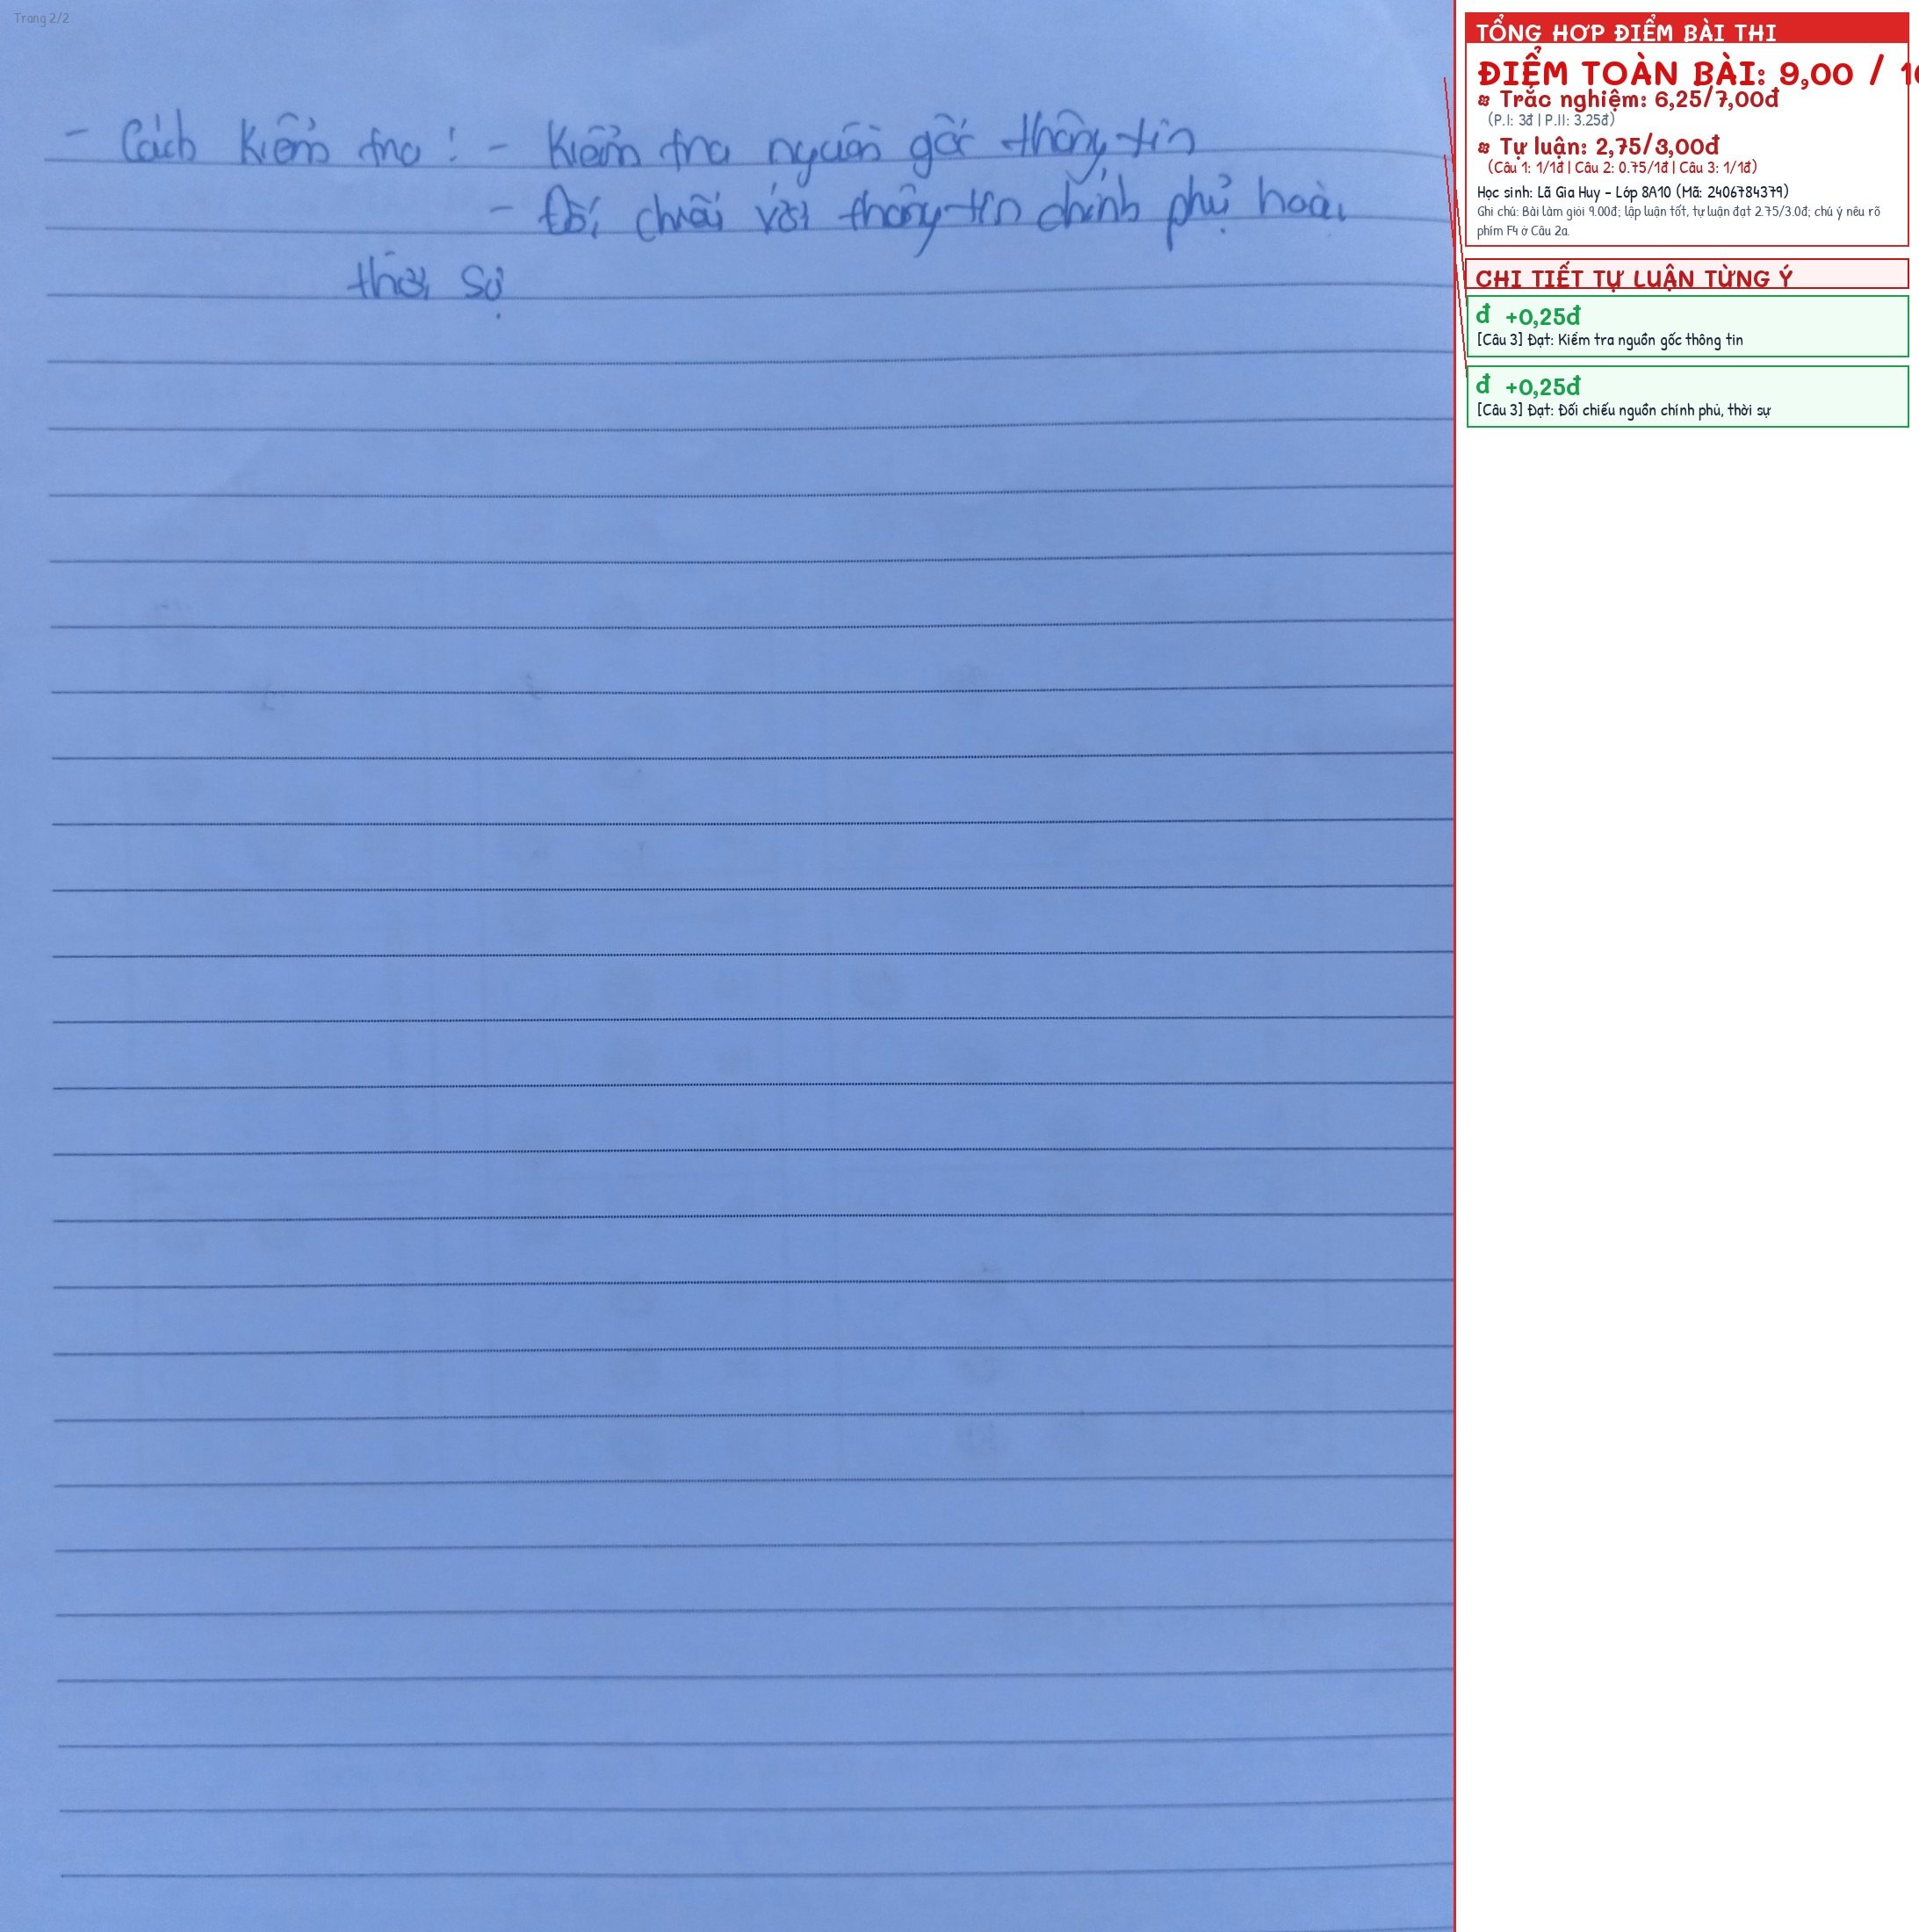 Trang 2/2
- Cách kiểm tra: - Kiểm tra nguồn gốc thông tin
- Đối chiếu với thông tin chính phủ hoài
thời sự
TỔNG HỢP ĐIỂM BÀI THI
ĐIỂM TOÀN BÀI: 9,00 / 10
Trắc nghiệm: 6,25/7,00đ
(P.I: 3đ | P.II: 3.25đ)
Tự luận: 2,75/3,00đ
(Câu 1: 1/1đ | Câu 2: 0.75/1đ | Câu 3: 1/1đ)
Học sinh: Lã Gia Huy - Lớp 8A10 (Mã: 2406784379)
Ghi chú: Bài làm giỏi 9.00đ; lập luận tốt, tự luận đạt 2.75/3.0đ; chú ý nêu rõ
phím F4 ở Câu 2a.
CHI TIẾT TỰ LUẬN TỪNG Ý
đ +0,25đ
[Câu 3] Đạt: Kiểm tra nguồn gốc thông tin
đ +0,25đ
[Câu 3] Đạt: Đối chiếu nguồn chính phủ, thời sự